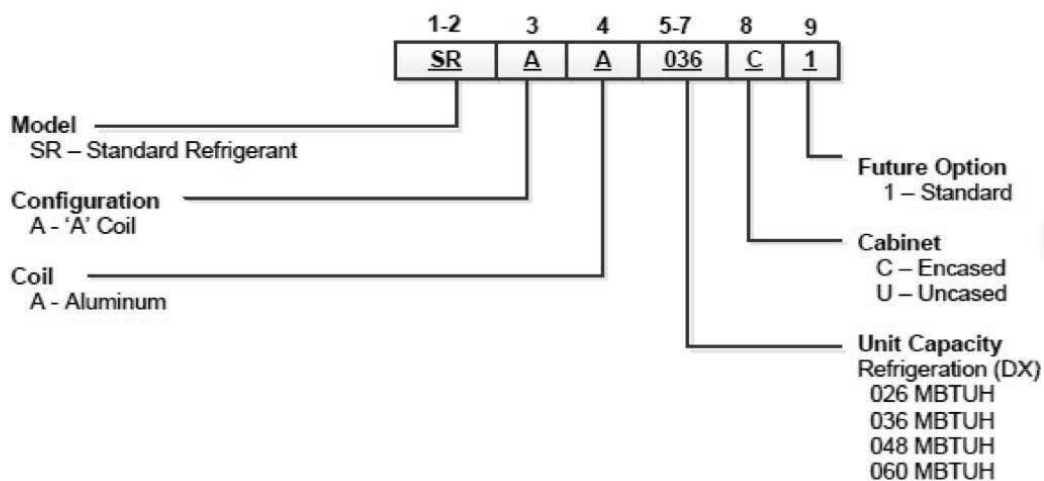 1-2 3 4 5-7 8 9
SR A A 036 C 1
Model
SR – Standard Refrigerant
Configuration
A - ‘A’ Coil
Coil
A - Aluminum
Future Option
1 – Standard
Cabinet
C – Encased
U – Uncased
Unit Capacity
Refrigeration (DX)
026 MBTUH
036 MBTUH
048 MBTUH
060 MBTUH